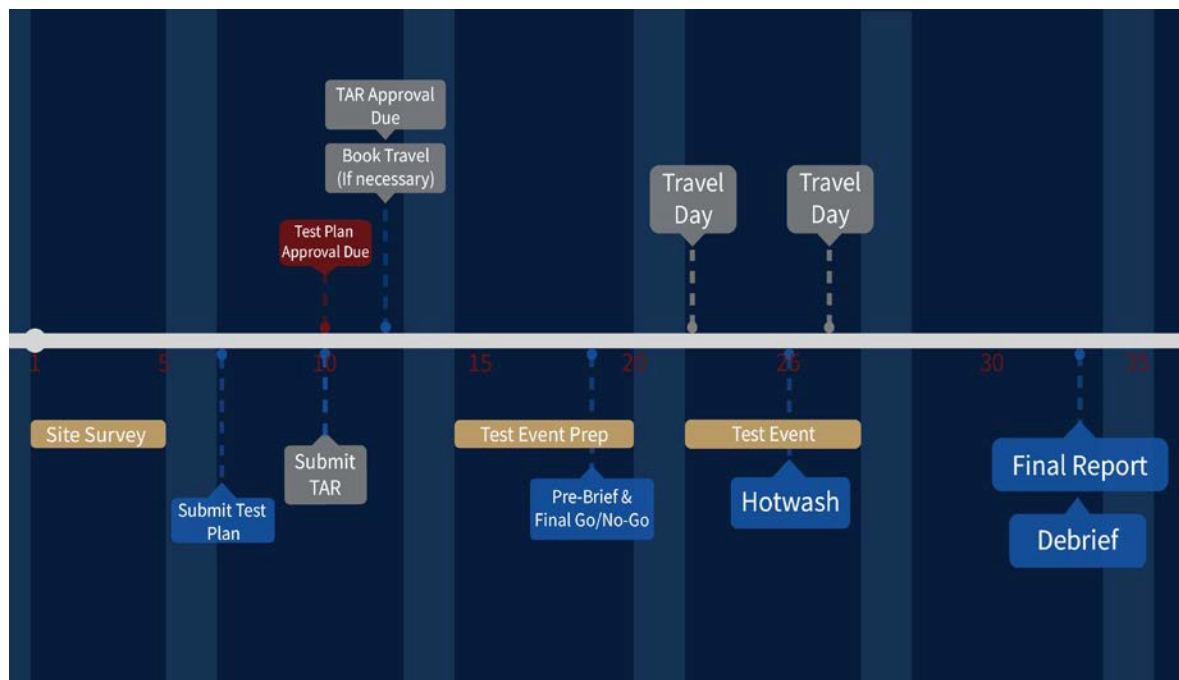 TAR Approval
Due
Book Travel
(If necessary)
Test Plan
Approval Due
Travel
Day
Travel
Day
1 5 10 15 20 25 30 35
Site Survey
Submit Test
Plan
Submit
TAR
Test Event Prep
Pre-Brief &
Final Go/No-Go
Test Event
Hotwash
Final Report
Debrief